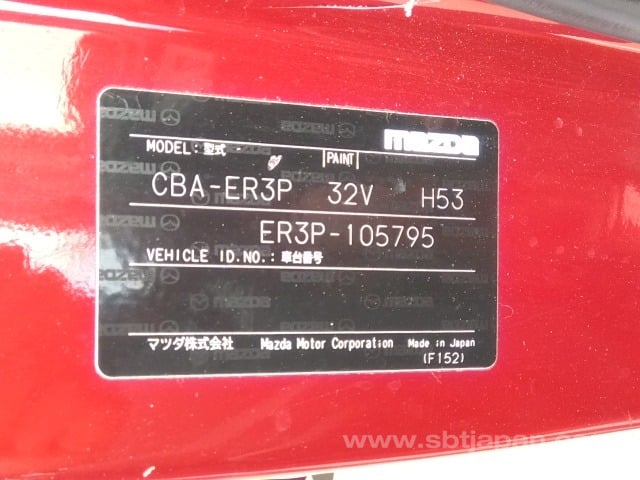 mazda
MODEL: 型式
PAINT
CBA-ER3P 32V H53
ER3P-105795
VEHICLE ID.NO.: 車台番号
マツダ株式会社 Mazda Motor Corporation Made in Japan
(F152)
www.sbtjapan.co